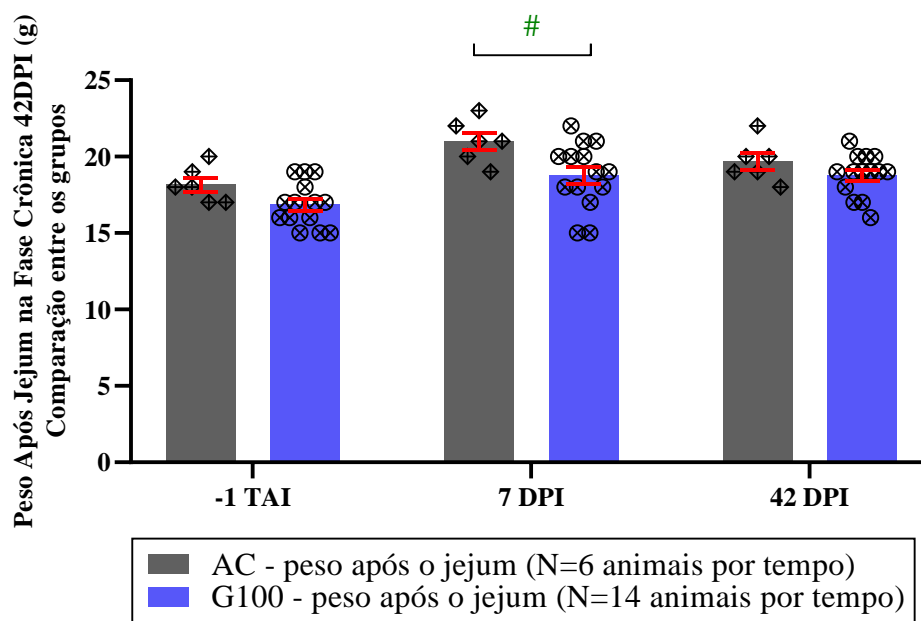 #
Peso Após Jejum na Fase Crônica 42DPI (g)
Comparação entre os grupos
25
20
15
10
5
0
-1 TAI
7 DPI
42 DPI
AC - peso após o jejum (N=6 animais por tempo)
G100 - peso após o jejum (N=14 animais por tempo)